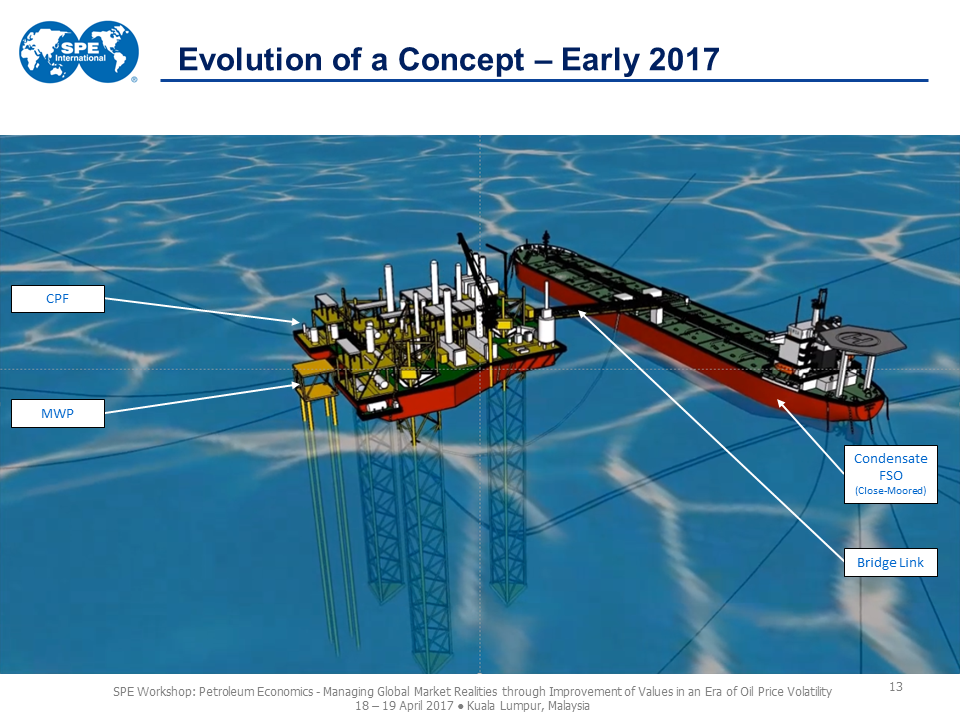 SPE
International
®
Evolution of a Concept – Early 2017
CPF
MWP
Condensate
FSO
(Close-Moored)
Bridge Link
H
SPE Workshop: Petroleum Economics - Managing Global Market Realities through Improvement of Values in an Era of Oil Price Volatility
18 – 19 April 2017 ● Kuala Lumpur, Malaysia
13